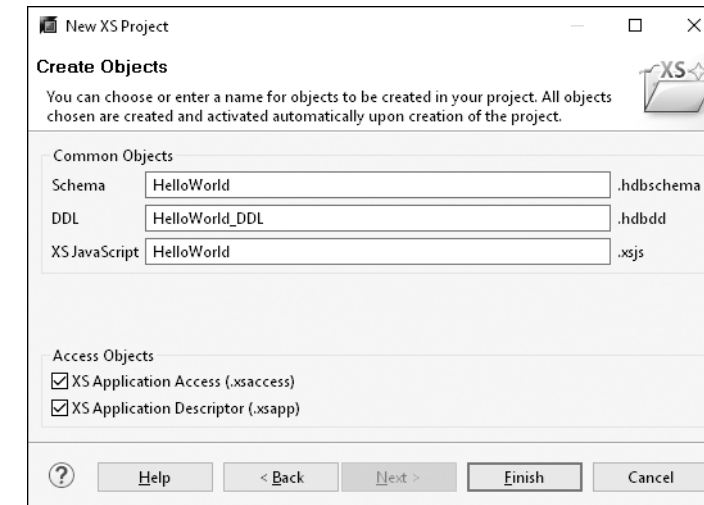 New XS Project
Create Objects
XS
You can choose or enter a name for objects to be created in your project. All objects
chosen are created and activated automatically upon creation of the project.
Common Objects
Schema HelloWorld .hdbschema
DDL HelloWorld_DDL .hdbdd
XS JavaScript HelloWorld .xsjs
Access Objects
XS Application Access (.xsaccess)
XS Application Descriptor (.xsapp)
? Help < Back Next > Finish Cancel